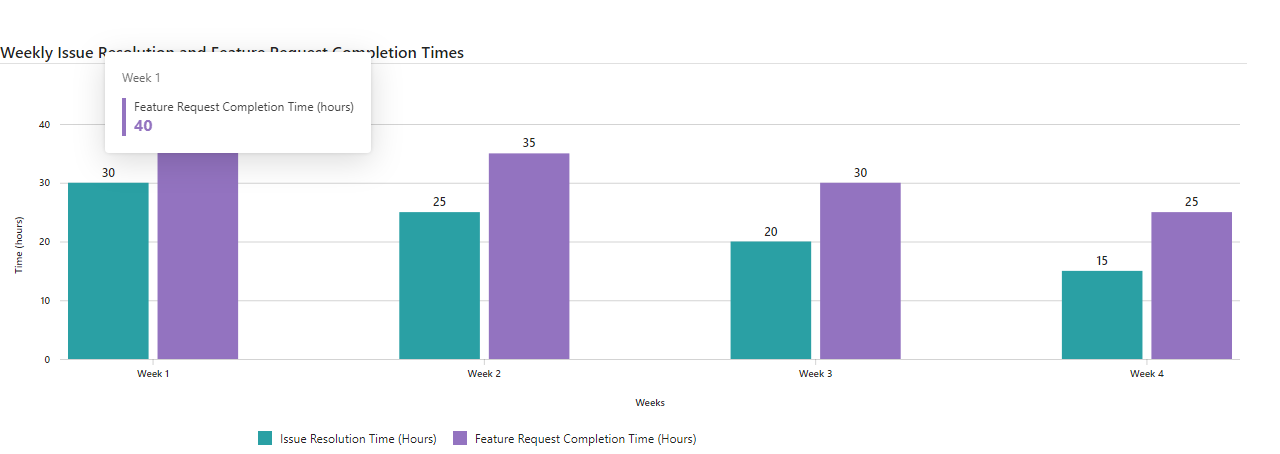 Weekly Issue Resolution and Feature Request Completion Times
Week 1
Feature Request Completion Time (hours)
40
40
30
20
10
0
Time (hours)
30
25
35
20
30
15
25
Week 1
Week 2
Week 3
Week 4
Weeks
Issue Resolution Time (Hours)
Feature Request Completion Time (Hours)